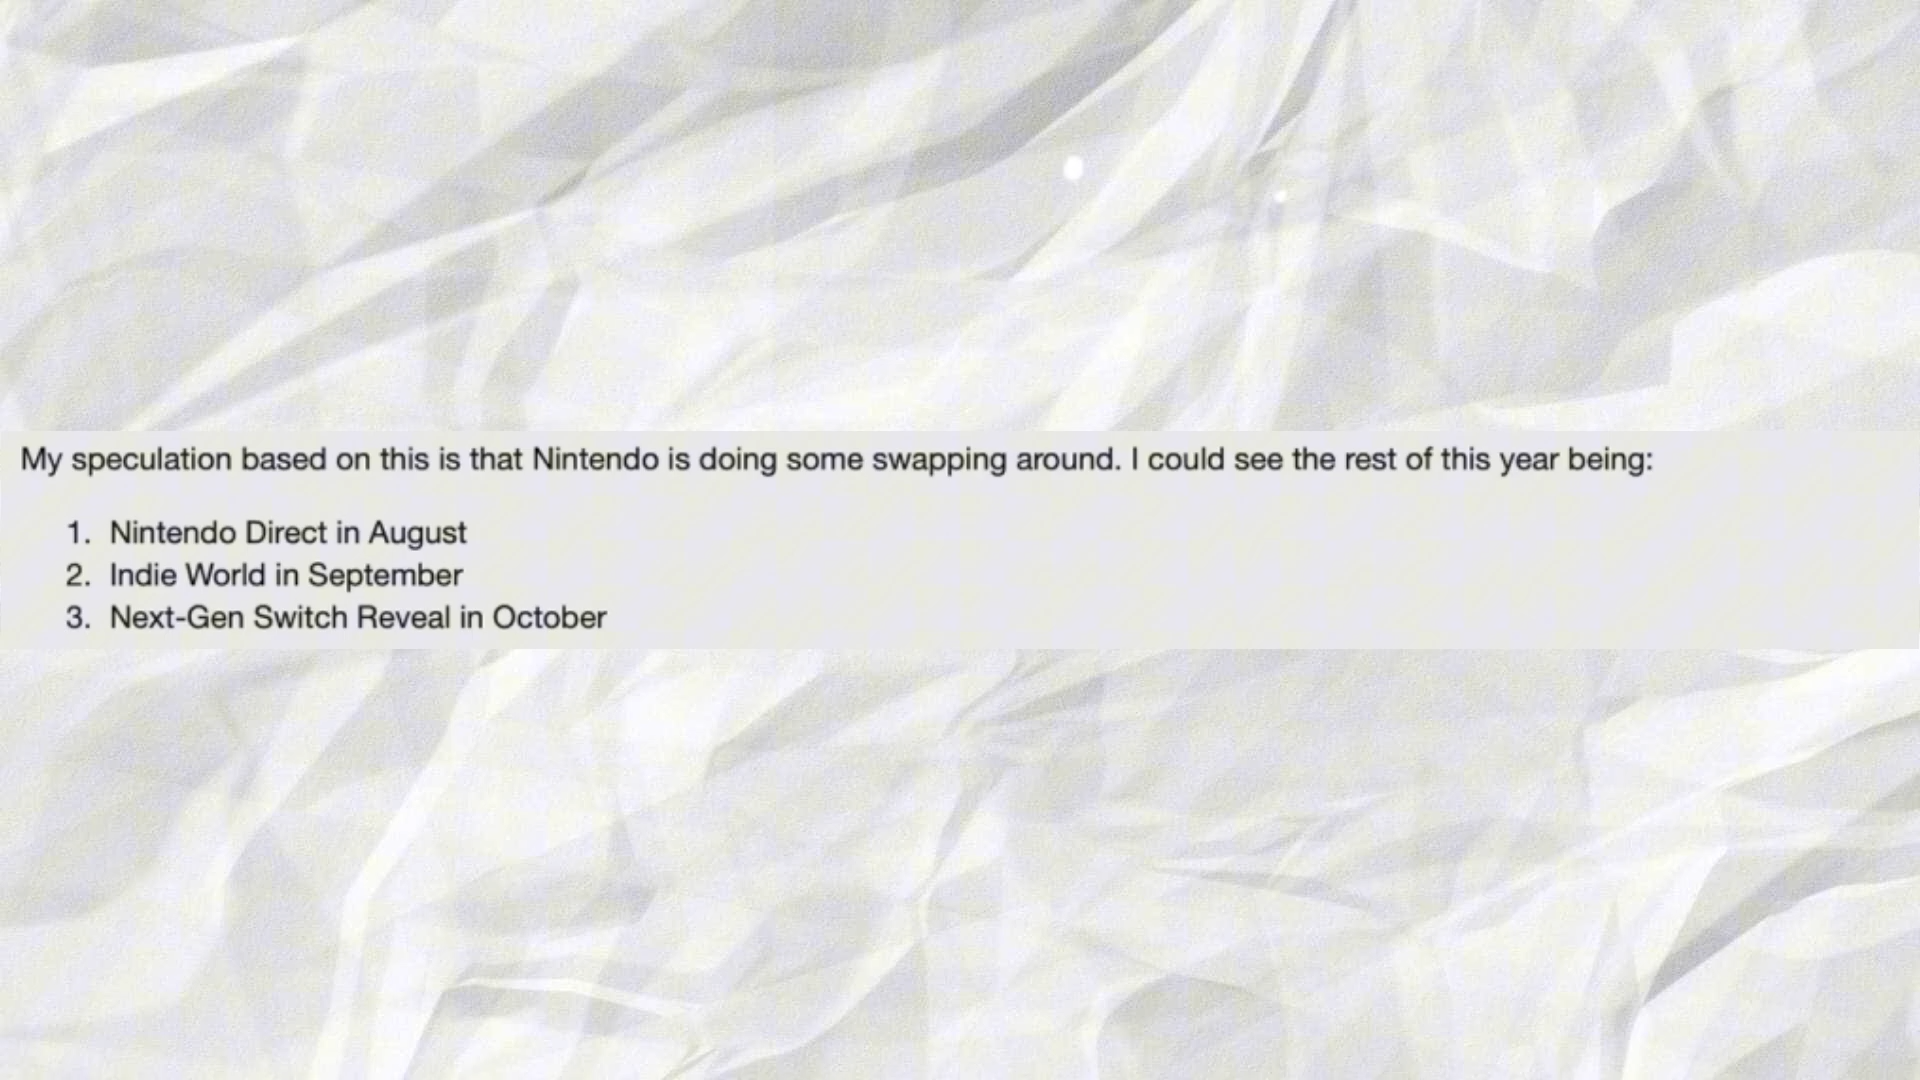 My speculation based on this is that Nintendo is doing some swapping around. I could see the rest of this year being:
1. Nintendo Direct in August
2. Indie World in September
3. Next-Gen Switch Reveal in October